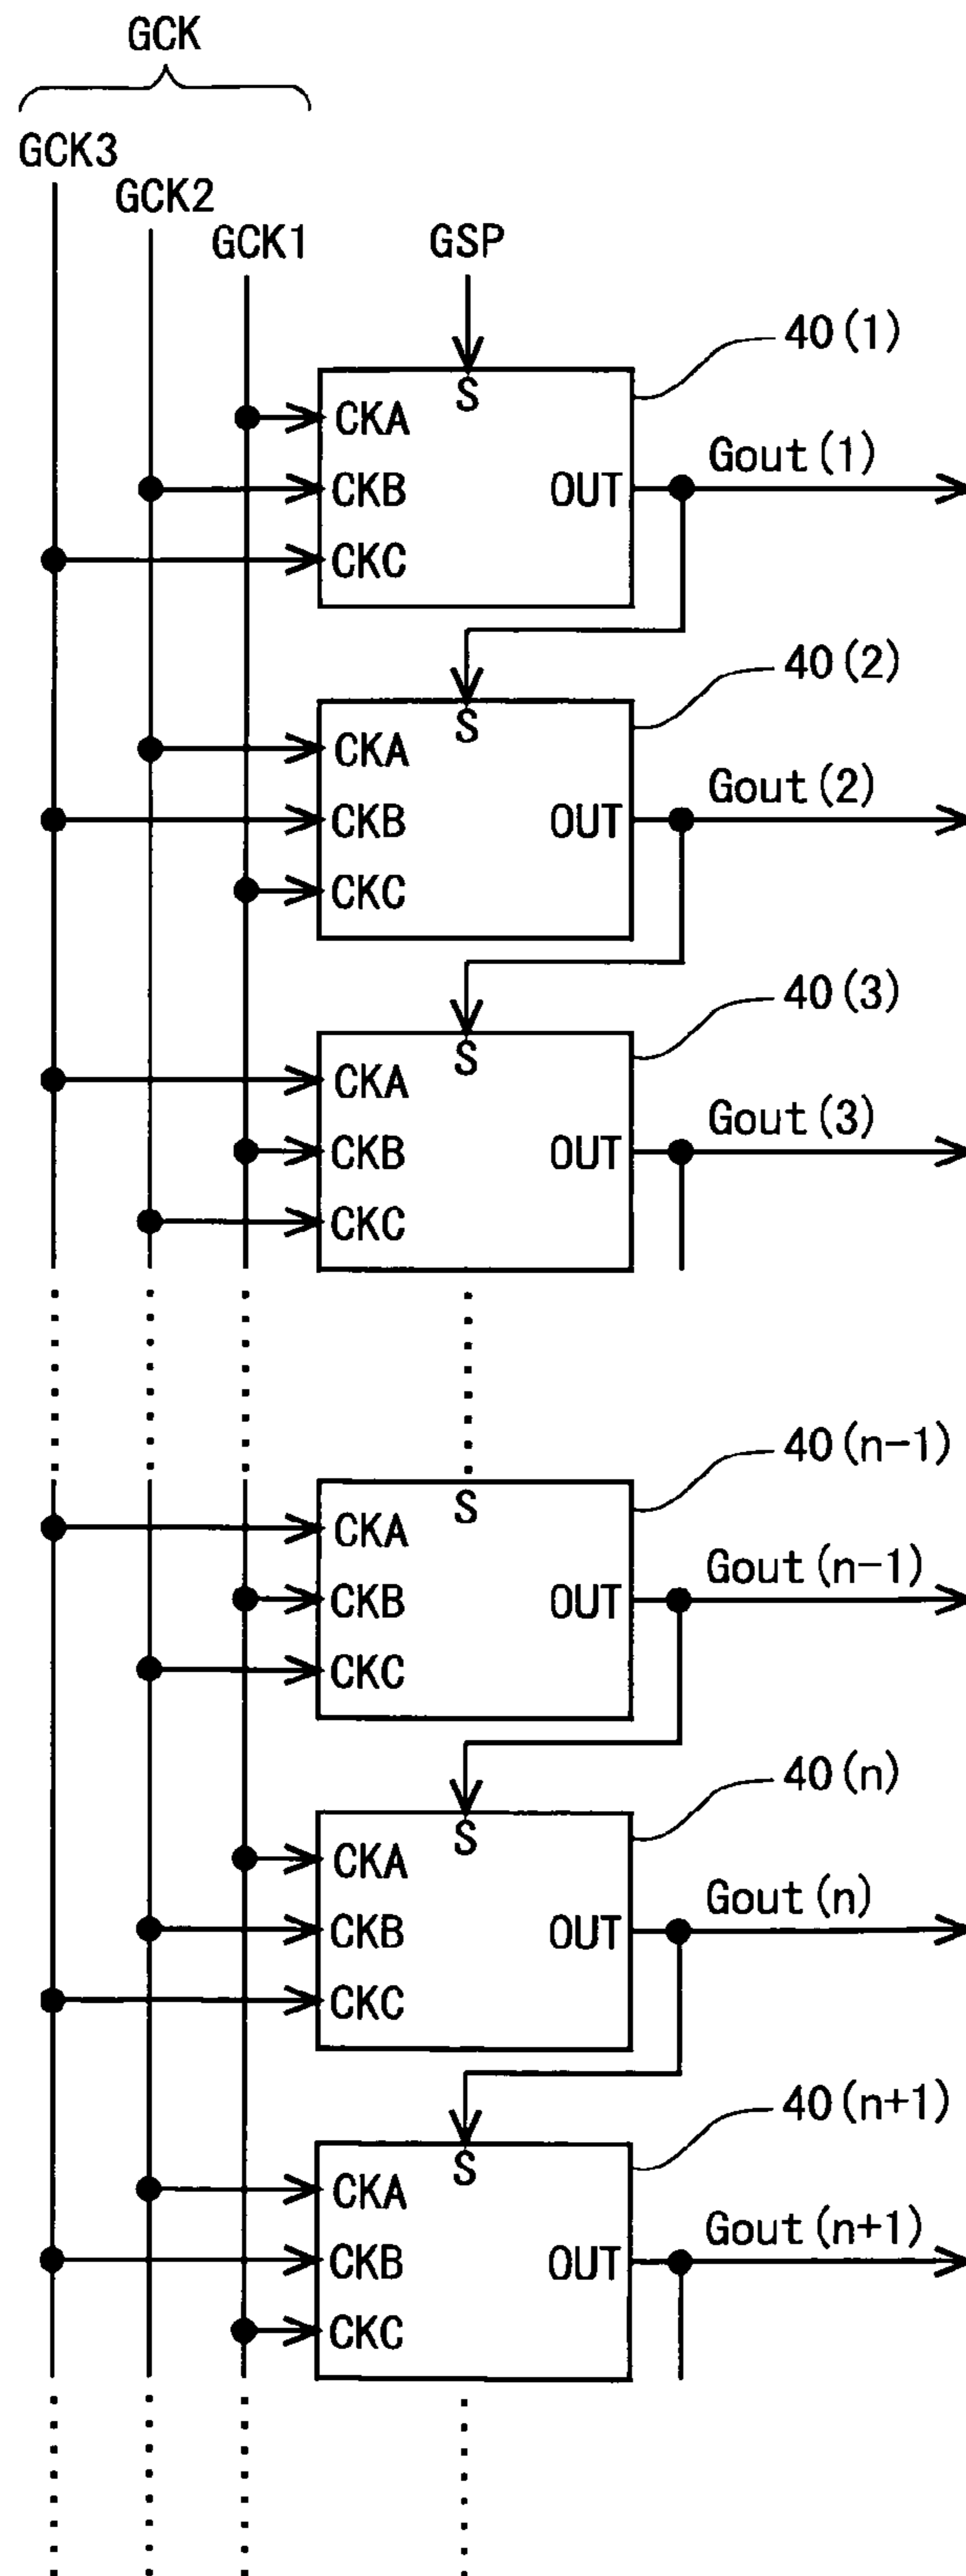 GCK
GCK3
GCK2
GCK1
GSP
40(1)
S
CKA
Gout(1)
CKB
OUT
CKC
40(2)
S
CKA
Gout(2)
CKB
OUT
CKC
40(3)
S
CKA
Gout(3)
CKB
OUT
CKC
40(n-1)
S
CKA
Gout(n-1)
CKB
OUT
CKC
40(n)
S
CKA
Gout(n)
CKB
OUT
CKC
40(n+1)
S
CKA
Gout(n+1)
CKB
OUT
CKC